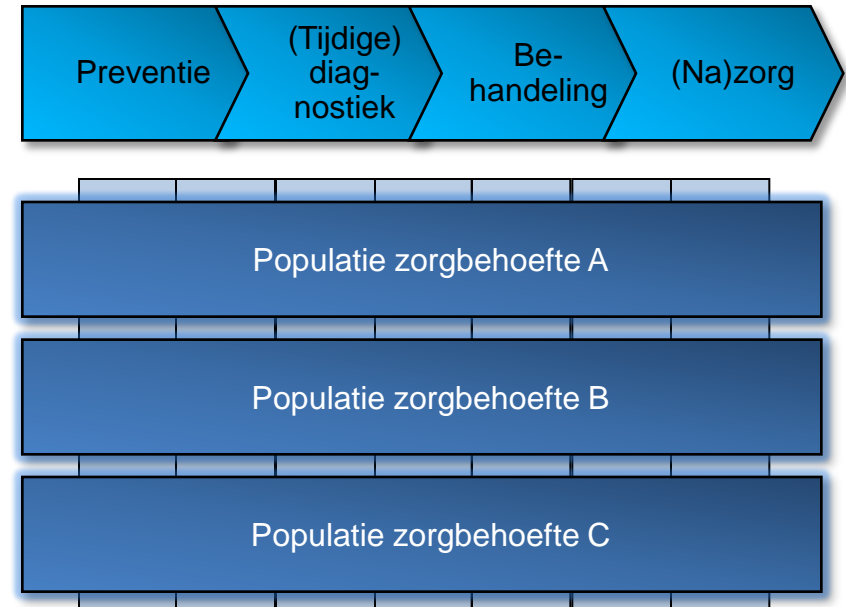 Preventie
(Tijdige)
diag-
nostiek
Be-
handeling
(Na)zorg
Populatie zorgbehoefte A
Populatie zorgbehoefte B
Populatie zorgbehoefte C